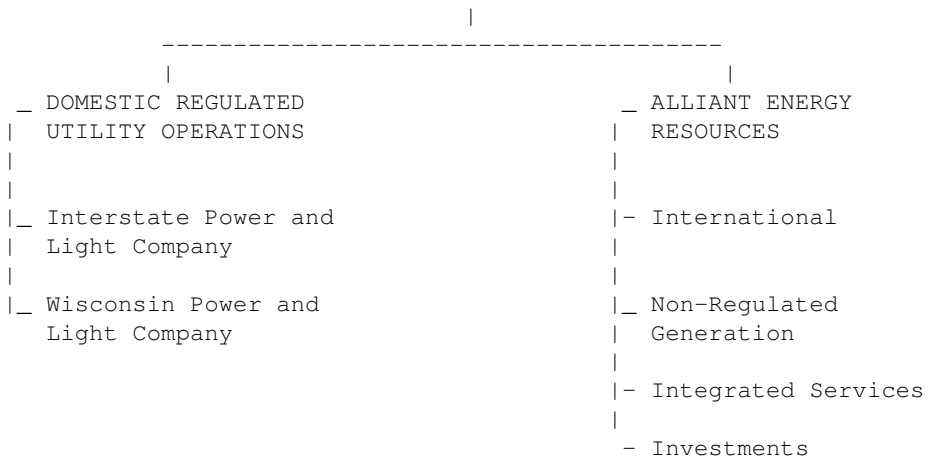 DOMESTIC REGULATED
UTILITY OPERATIONS
Interstate Power and
Light Company
Wisconsin Power and
Light Company
ALLIANT ENERGY
RESOURCES
International
Non-Regulated
Generation
Integrated Services
Investments